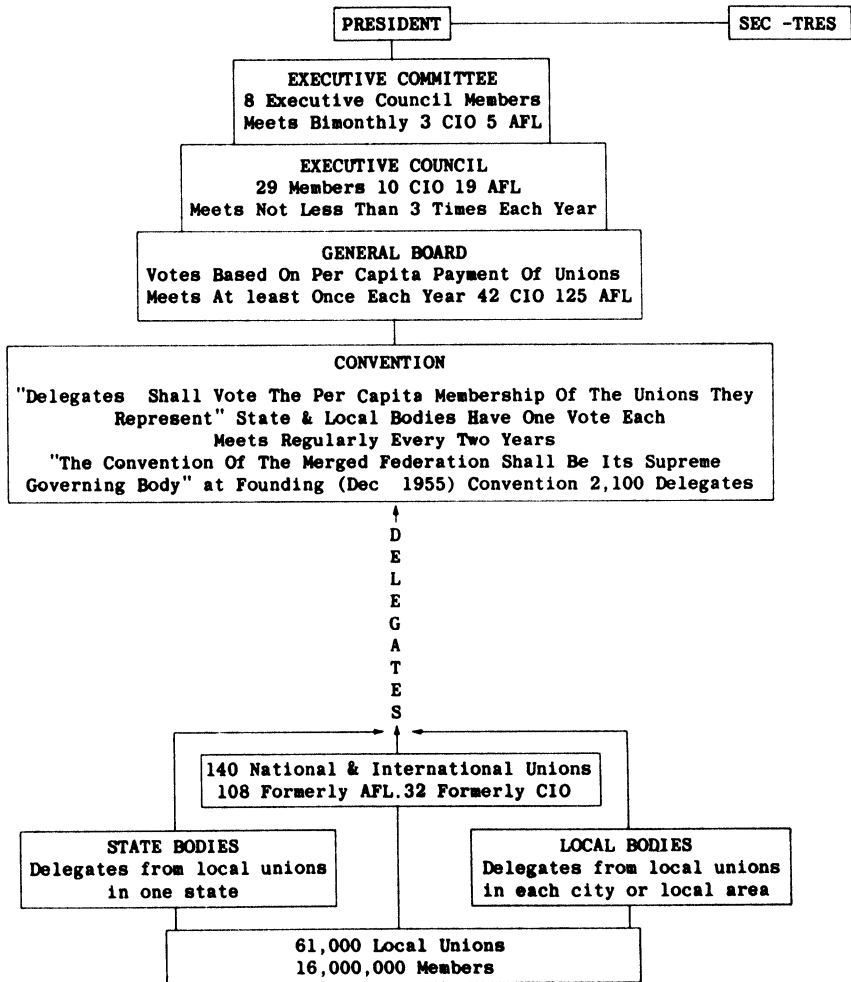 PRESIDENT
SEC -TRES
EXECUTIVE COMMITTEE
8 Executive Council Members
Meets Bimonthly 3 CIO 5 AFL
EXECUTIVE COUNCIL
29 Members 10 CIO 19 AFL
Meets Not Less Than 3 Times Each Year
GENERAL BOARD
Votes Based On Per Capita Payment Of Unions
Meets At least Once Each Year 42 CIO 125 AFL
CONVENTION
"Delegates Shall Vote The Per Capita Membership Of The Unions They
Represent" State & Local Bodies Have One Vote Each
Meets Regularly Every Two Years
"The Convention Of The Merged Federation Shall Be Its Supreme
Governing Body" at Founding (Dec 1955) Convention 2,100 Delegates
DELEGATES
140 National & International Unions
108 Formerly AFL.32 Formerly CIO
STATE BODIES
Delegates from local unions
in one state
LOCAL BODIES
Delegates from local unions
in each city or local area
61,000 Local Unions
16,000,000 Members